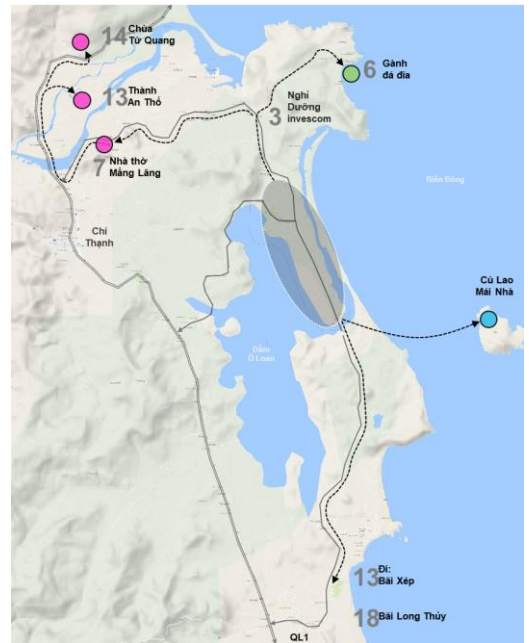 14 Chùa
Từ Quang
13 Thành
An Thổ
6 Gành
đá dĩa
3 Nghỉ
Dưỡng
invescom
7 Nhà thờ
Mằng Lăng
Biển Đông
Chí
Thạnh
Cù Lao
Mái Nhà
Đầm
Ô Loan
13 Đi:
Bãi Xép
18 Bãi Long Thủy
QL1